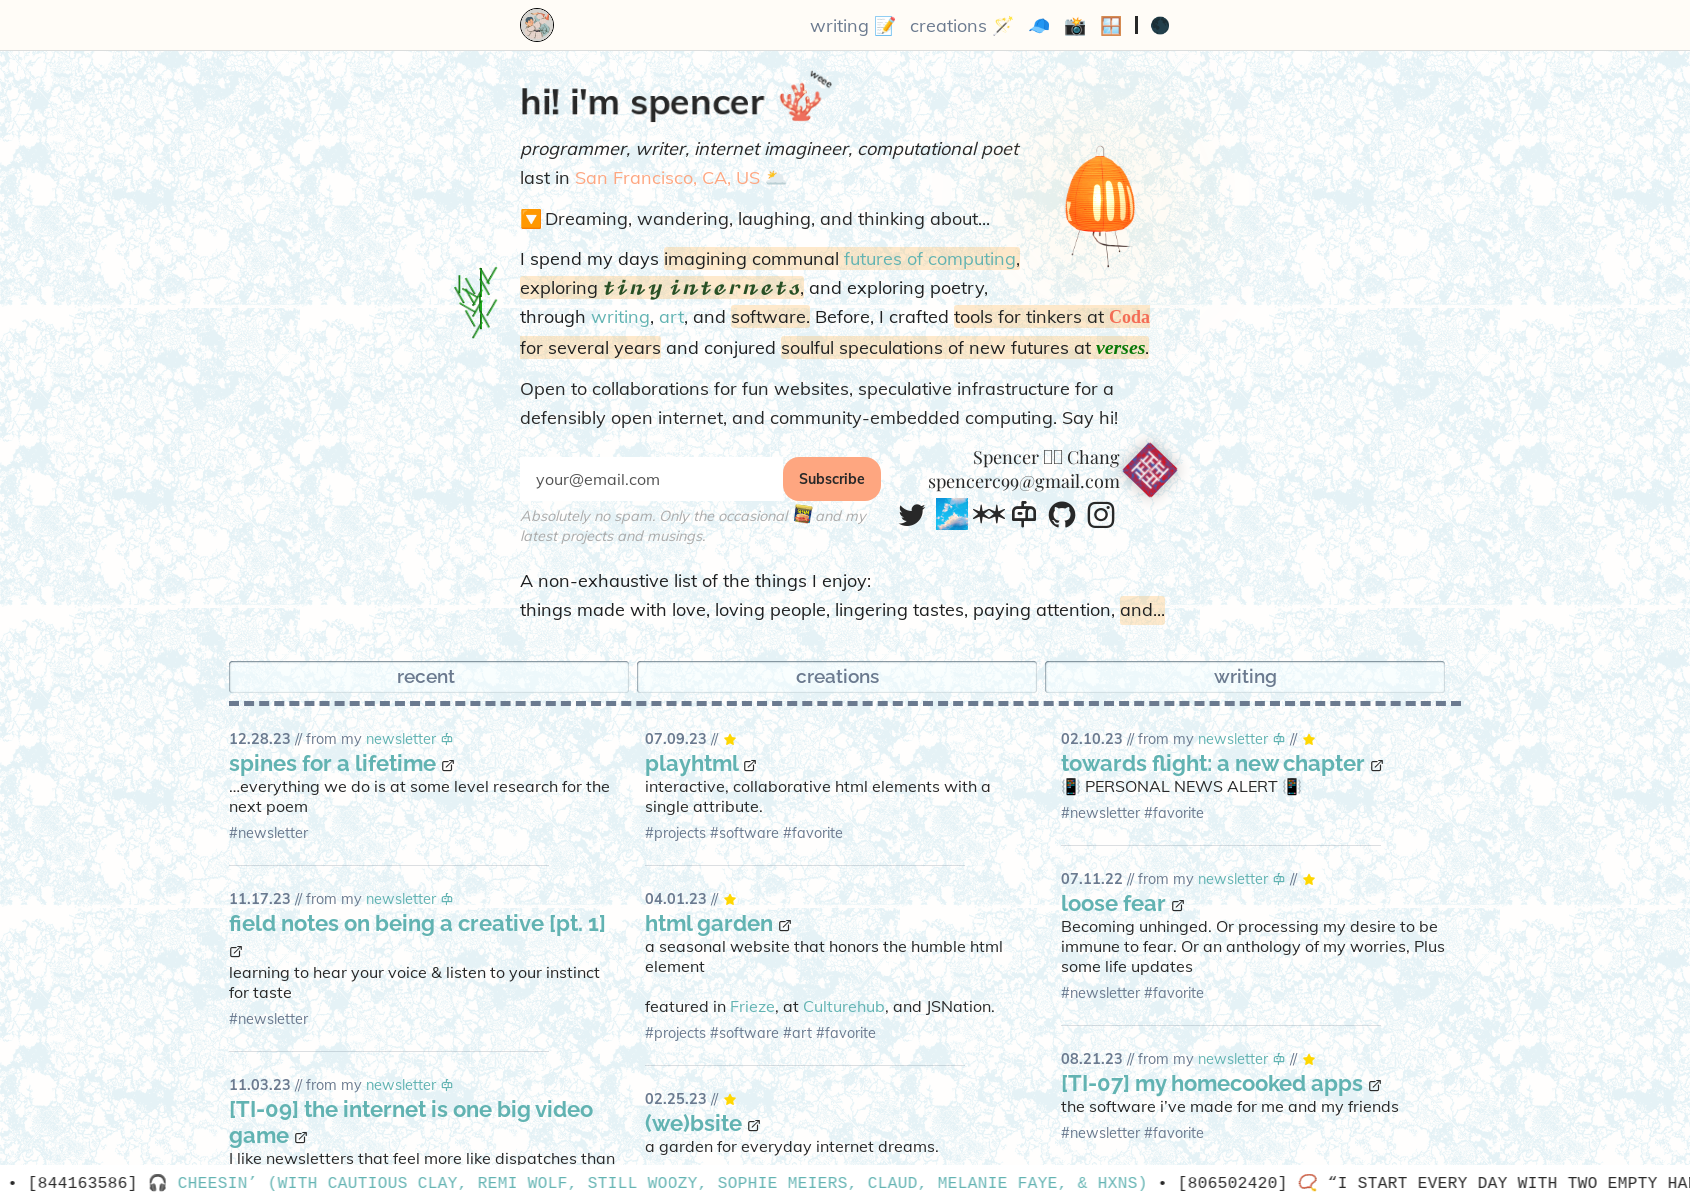 writing 📝 creations 🪄 🧢 📸 🪟 | 🌑
hi! i'm spencer
weee
programmer, writer, internet imagineer, computational poet
last in San Francisco, CA, US 🌥️
🔽 Dreaming, wandering, laughing, and thinking about...
I spend my days imagining communal futures of computing,
exploring tiny internets, and exploring poetry,
through writing, art, and software. Before, I crafted tools for tinkers at Coda
for several years and conjured soulful speculations of new futures at verses.
Open to collaborations for fun websites, speculative infrastructure for a
defensibly open internet, and community-embedded computing. Say hi!
your@email.com
Subscribe
Absolutely no spam. Only the occasional and my
latest projects and musings.
Spencer Chang
spencerc99@gmail.com
A non-exhaustive list of the things I enjoy:
things made with love, loving people, lingering tastes, paying attention, and...
recent
creations
writing
12.28.23 // from my newsletter
spines for a lifetime
...everything we do is at some level research for the
next poem
#newsletter
11.17.23 // from my newsletter
field notes on being a creative [pt. 1]
learning to hear your voice & listen to your instinct
for taste
#newsletter
11.03.23 // from my newsletter
[TI-09] the internet is one big video
game
I like newsletters that feel more like dispatches than
07.09.23 // ⭐
playhtml
interactive, collaborative html elements with a
single attribute.
#projects #software #favorite
04.01.23 // ⭐
html garden
a seasonal website that honors the humble html
element
featured in Frieze, at Culturehub, and JSNation.
#projects #software #art #favorite
02.25.23 // ⭐
(we)bsite
a garden for everyday internet dreams.
02.10.23 // from my newsletter // ⭐
towards flight: a new chapter
📳 PERSONAL NEWS ALERT 📳
#newsletter #favorite
07.11.22 // from my newsletter // ⭐
loose fear
Becoming unhinged. Or processing my desire to be
immune to fear. Or an anthology of my worries, Plus
some life updates
#newsletter #favorite
08.21.23 // from my newsletter // ⭐
[TI-07] my homecooked apps
the software i've made for me and my friends
#newsletter #favorite
• [844163586] 🎧 CHEESIN’ (WITH CAUTIOUS CLAY, REMI WOLF, STILL WOOZY, SOPHIE MEIERS, CLAUD, MELANIE FAYE, & HXNS) • [806502420] 📿 “I START EVERY DAY WITH TWO EMPTY